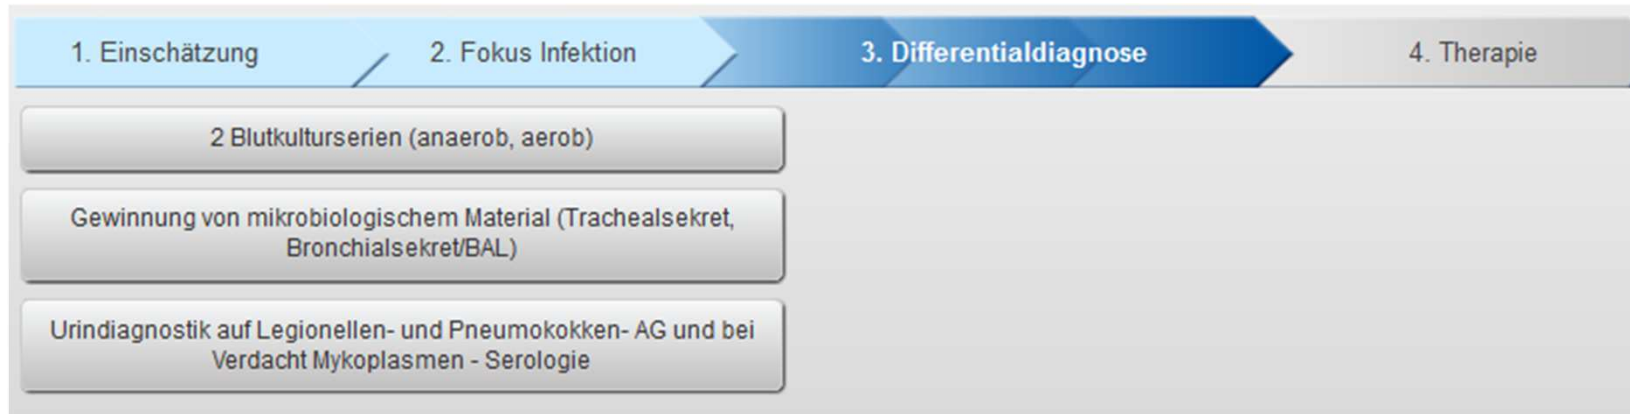 1. Einschätzung
2. Fokus Infektion
3. Differentialdiagnose
4. Therapie
2 Blutkulturserien (anaerob, aerob)
Gewinnung von mikrobiologischem Material (Trachealsekret,
Bronchialsekret/BAL)
Urindiagnostik auf Legionellen- und Pneumokokken- AG und bei
Verdacht Mykoplasmen - Serologie